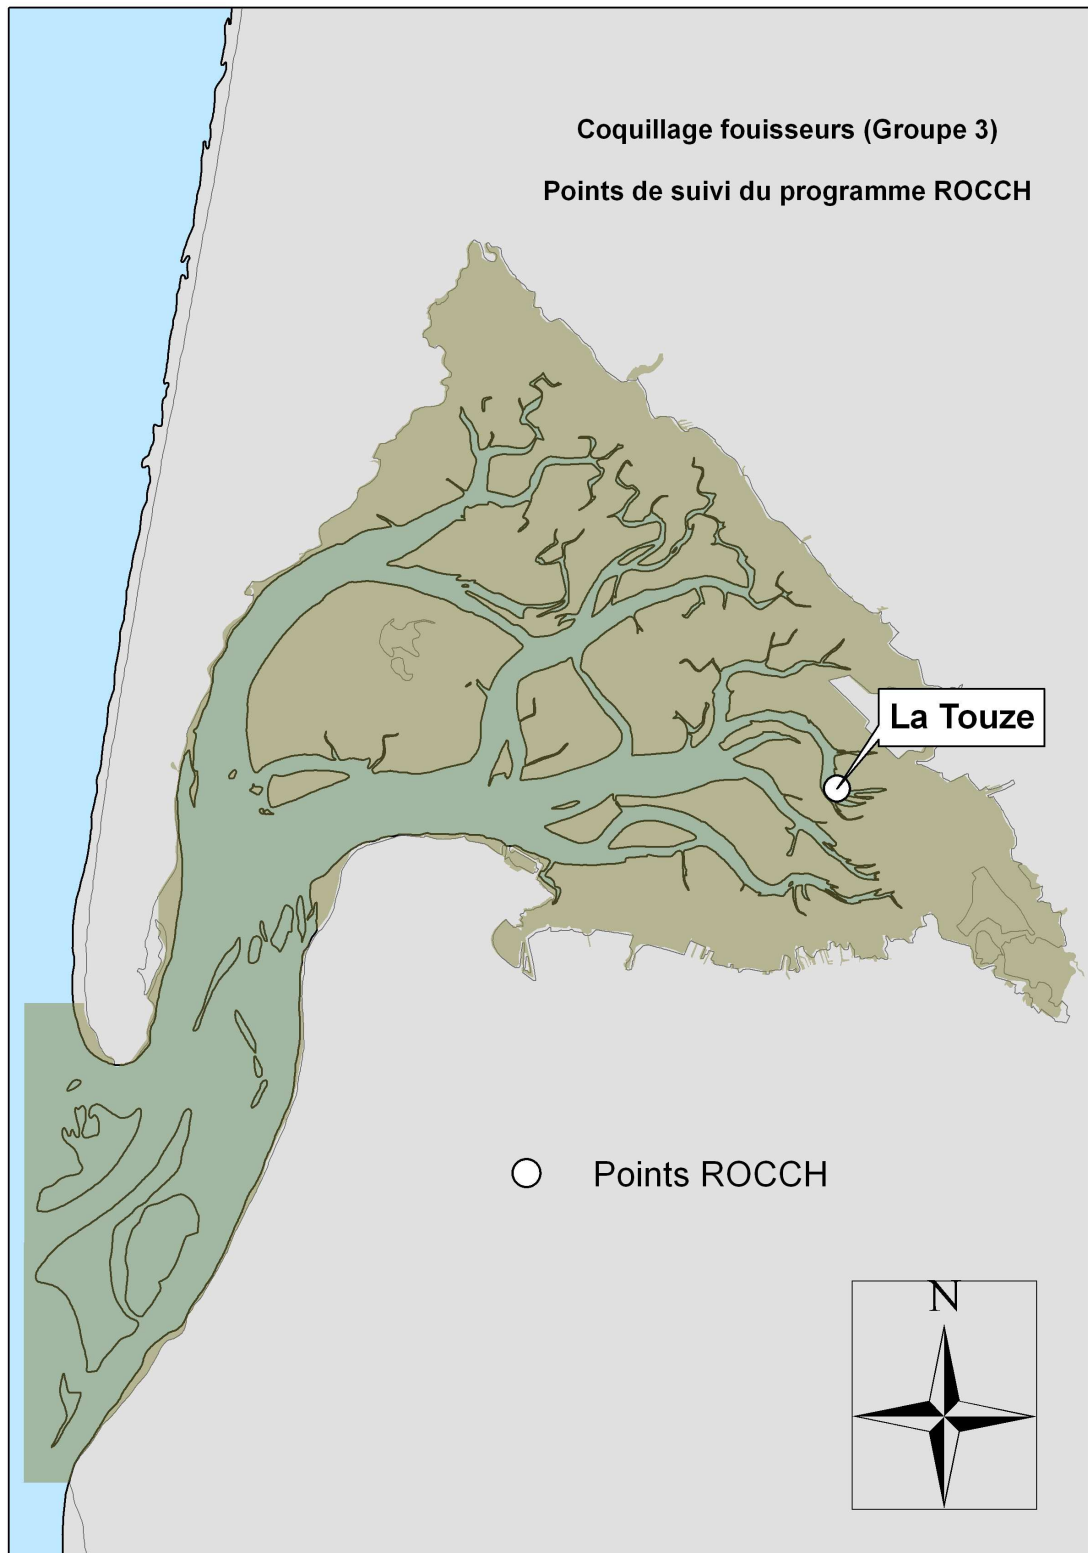 Coquillage fouisseurs (Groupe 3)
Points de suivi du programme ROCCH
La Touze
Points ROCCH
N